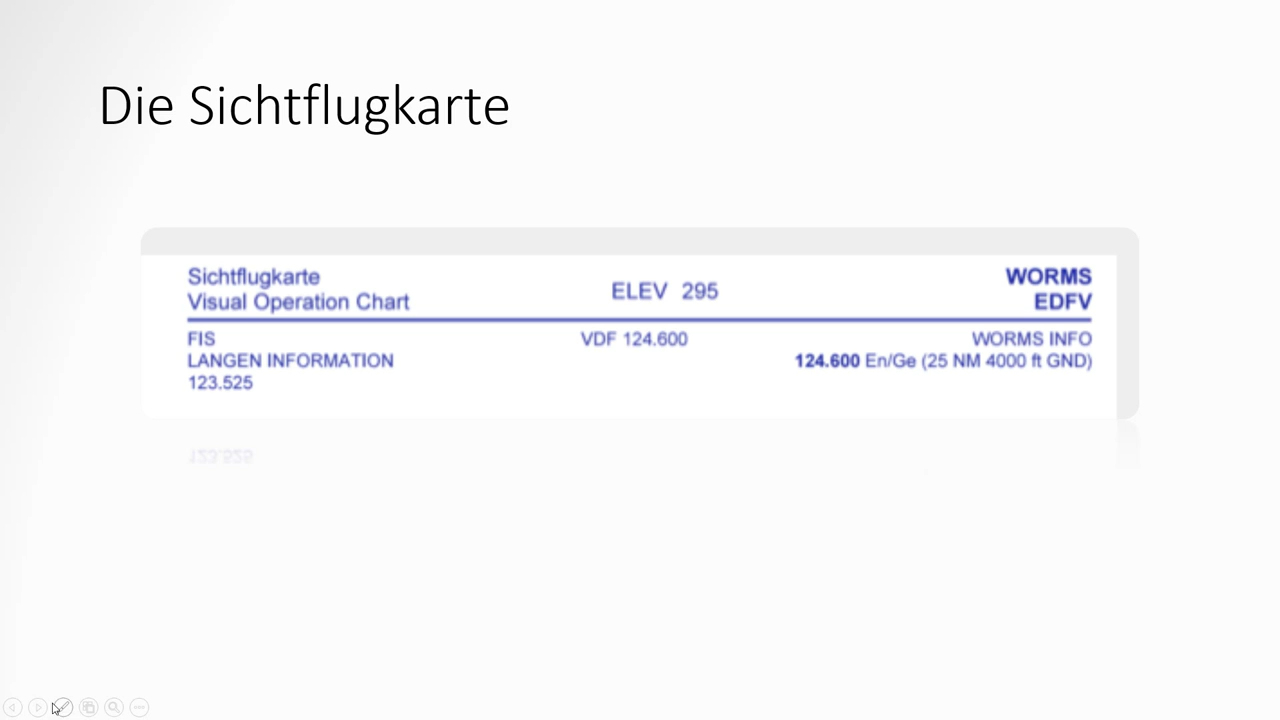 Die Sichtflugkarte
Sichtflugkarte
Visual Operation Chart
ELEV 295
WORMS
EDFV
FIS
LANGEN INFORMATION
123.525
VDF 124.600
WORMS INFO
124.600 En/Ge (25 NM 4000 ft GND)